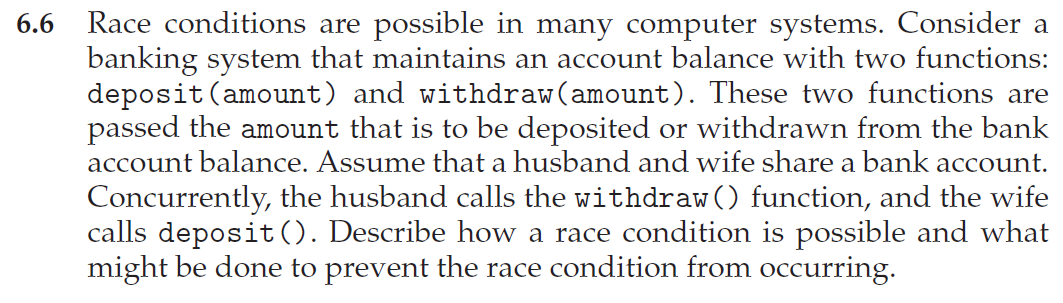 6.6 Race conditions are possible in many computer systems. Consider a
banking system that maintains an account balance with two functions:
deposit(amount) and withdraw(amount). These two functions are
passed the amount that is to be deposited or withdrawn from the bank
account balance. Assume that a husband and wife share a bank account.
Concurrently, the husband calls the withdraw() function, and the wife
calls deposit(). Describe how a race condition is possible and what
might be done to prevent the race condition from occurring.